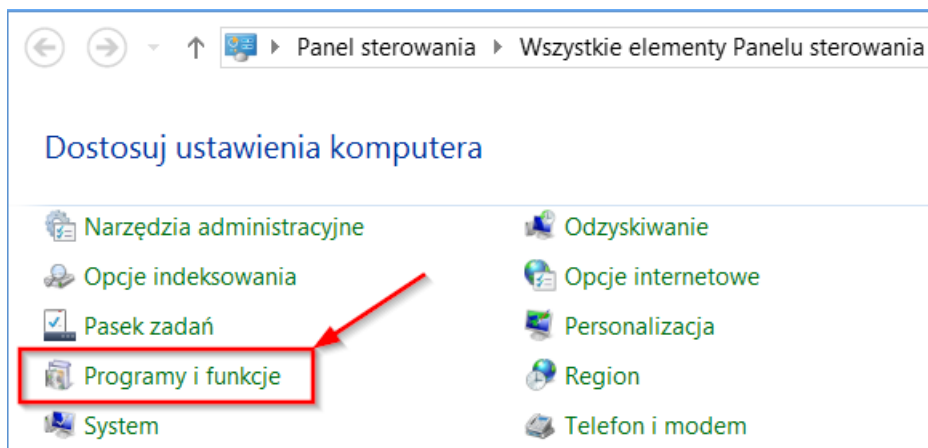 Panel sterowania Wszystkie elementy Panelu sterowania
Dostosuj ustawienia komputera
Narzędzia administracyjne
Odzyskiwanie
Opcje indeksowania
Opcje internetowe
Pasek zadań
Personalizacja
Programy i funkcje
Region
System
Telefon i modem